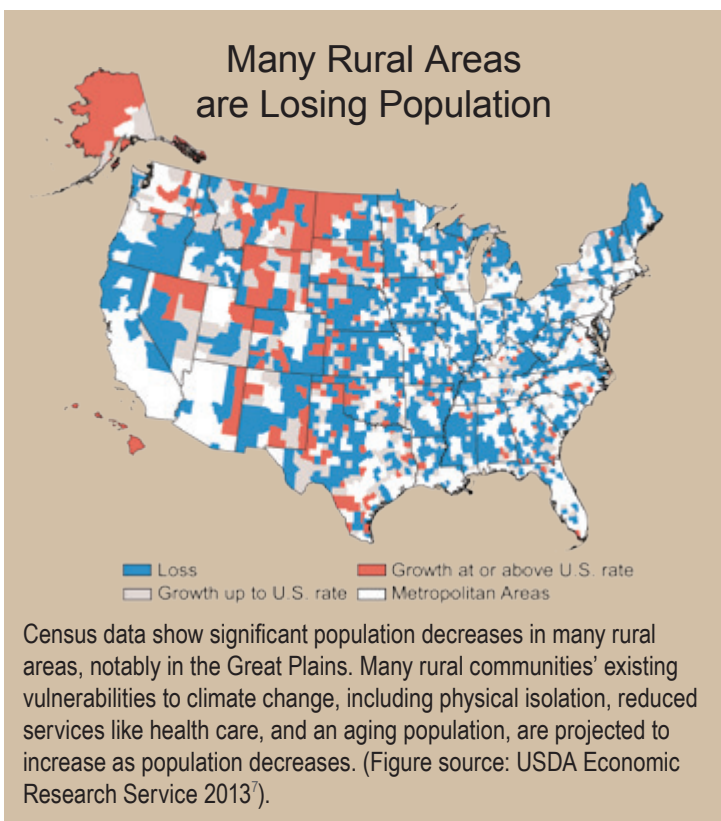 Many Rural Areas
are Losing Population
Loss
Growth at or above U.S. rate
Growth up to U.S. rate
Metropolitan Areas
Census data show significant population decreases in many rural
areas, notably in the Great Plains. Many rural communities’ existing
vulnerabilities to climate change, including physical isolation, reduced
services like health care, and an aging population, are projected to
increase as population decreases. (Figure source: USDA Economic
Research Service 2013⁷).